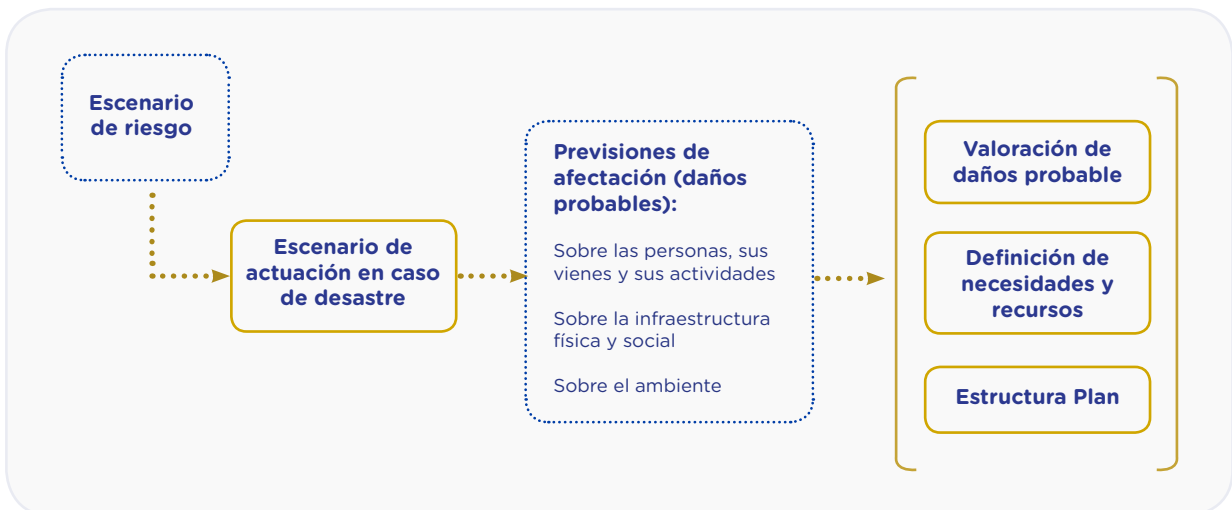 Escenario
de riesgo
Escenario de
actuación en caso
de desastre
Previsiones de
afectación (daños
probables):
Sobre las personas, sus
vienes y sus actividades
Sobre la infraestructura
física y social
Sobre el ambiente
Valoración de
daños probable
Definición de
necesidades y
recursos
Estructura Plan